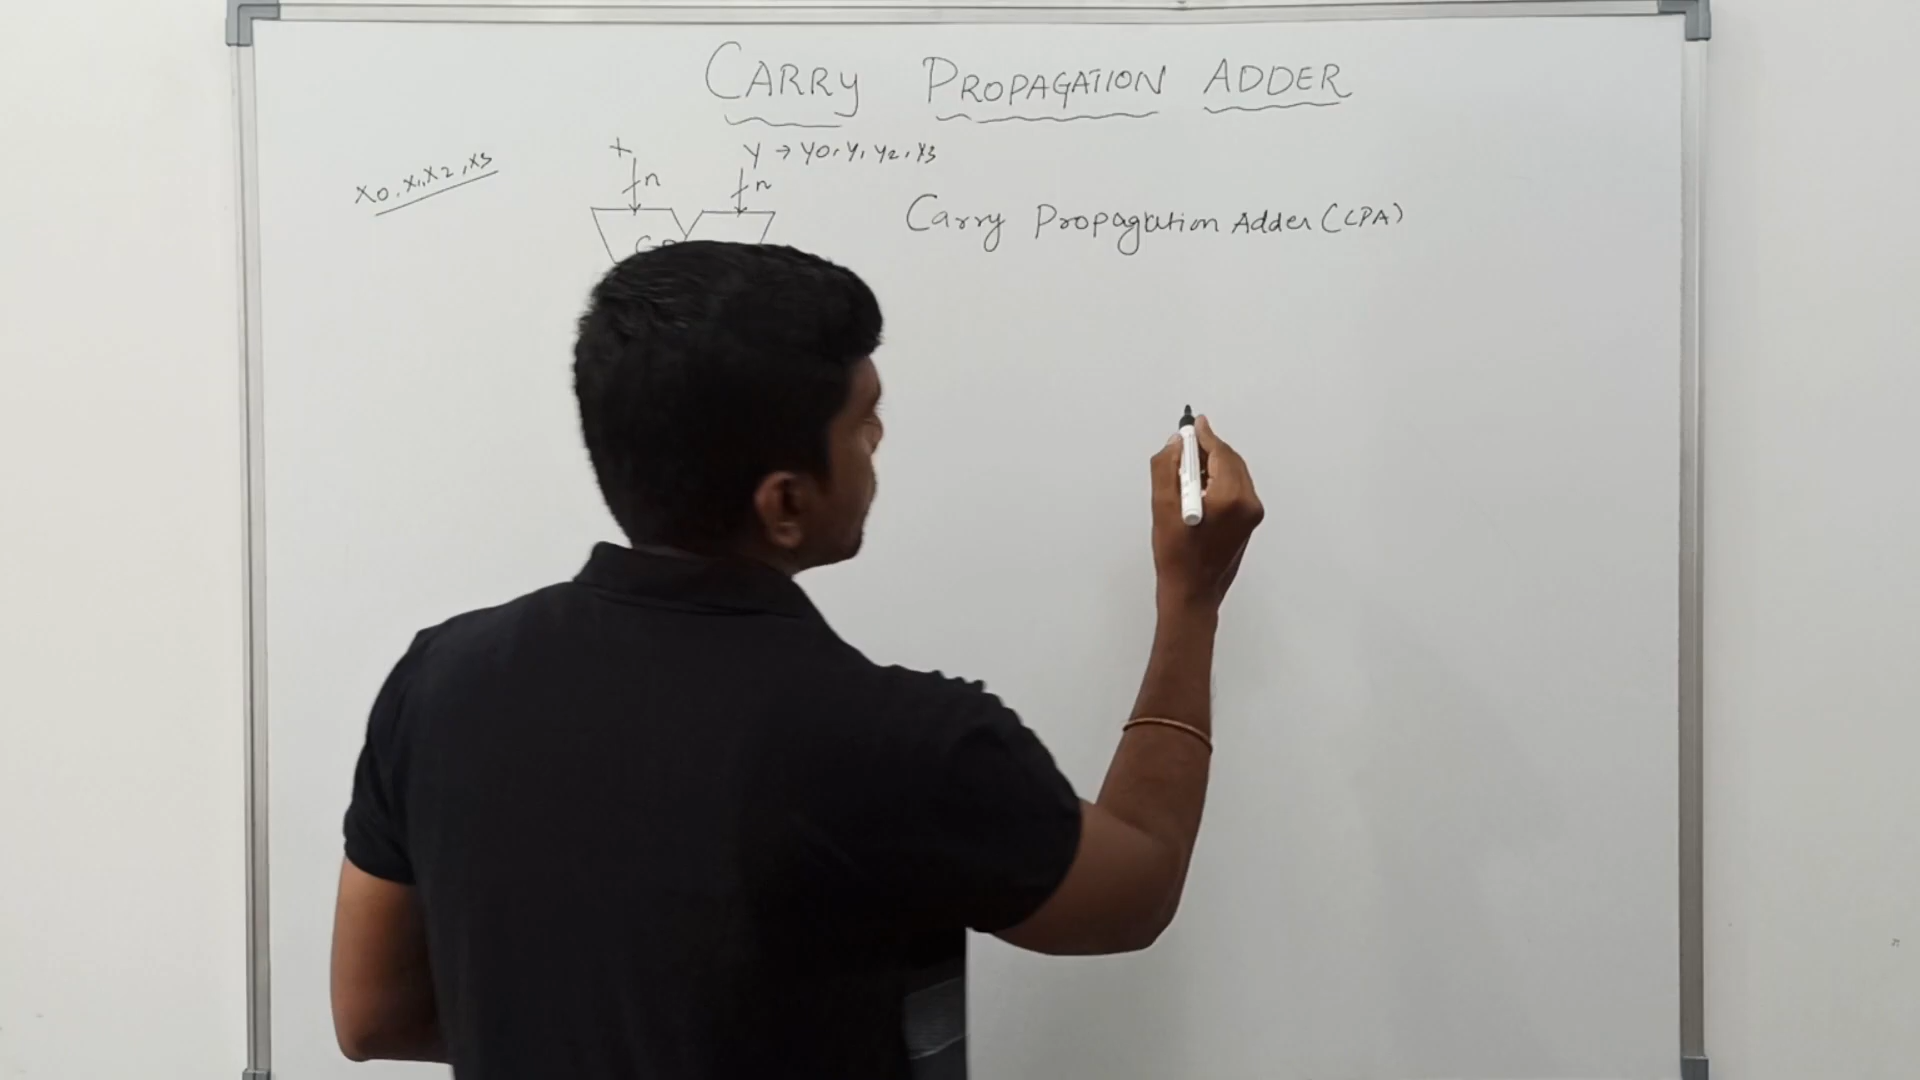 CARRY PROPAGATION ADDER
X
Y → Y0, Y1, Y2, Y3
X0, X1, X2, X3
n n
Carry Propagation Adder (CPA)